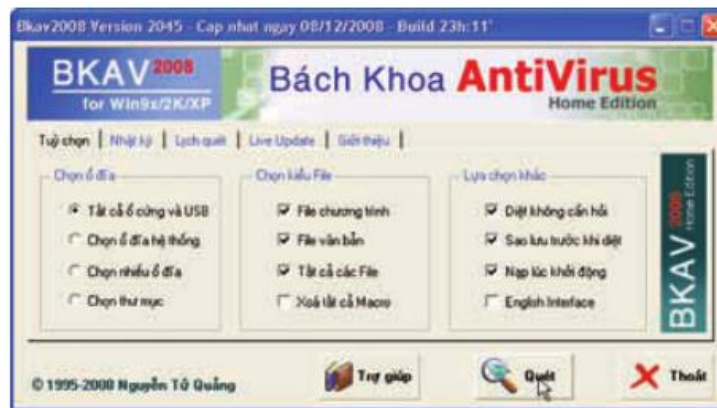 Bkav2008 Version 2045 - Cap nhat ngay 08/12/2008 - Build 23h:11'
BKAV 2008
for Win9x/2K/XP
Bách Khoa AntiVirus
Home Edition
Tuỳ chọn | Nhật ký | Lịch quét | Live Update | Giới thiệu |
Chọn ổ đĩa
Tất cả ổ cứng và USB
Chọn ổ đĩa hệ thống
Chọn nhiều ổ đĩa
Chọn thư mục
Chọn kiểu File
File chương trình
File văn bản
Tất cả các File
Xoá tất cả Macro
Lựa chọn khác
Diệt không cần hỏi
Sao lưu trước khi diệt
Nạp lúc khởi động
English Interface
BKAV 2008 Home Edition
© 1995-2008 Nguyễn Tử Quảng
Trợ giúp
Quét
Thoát